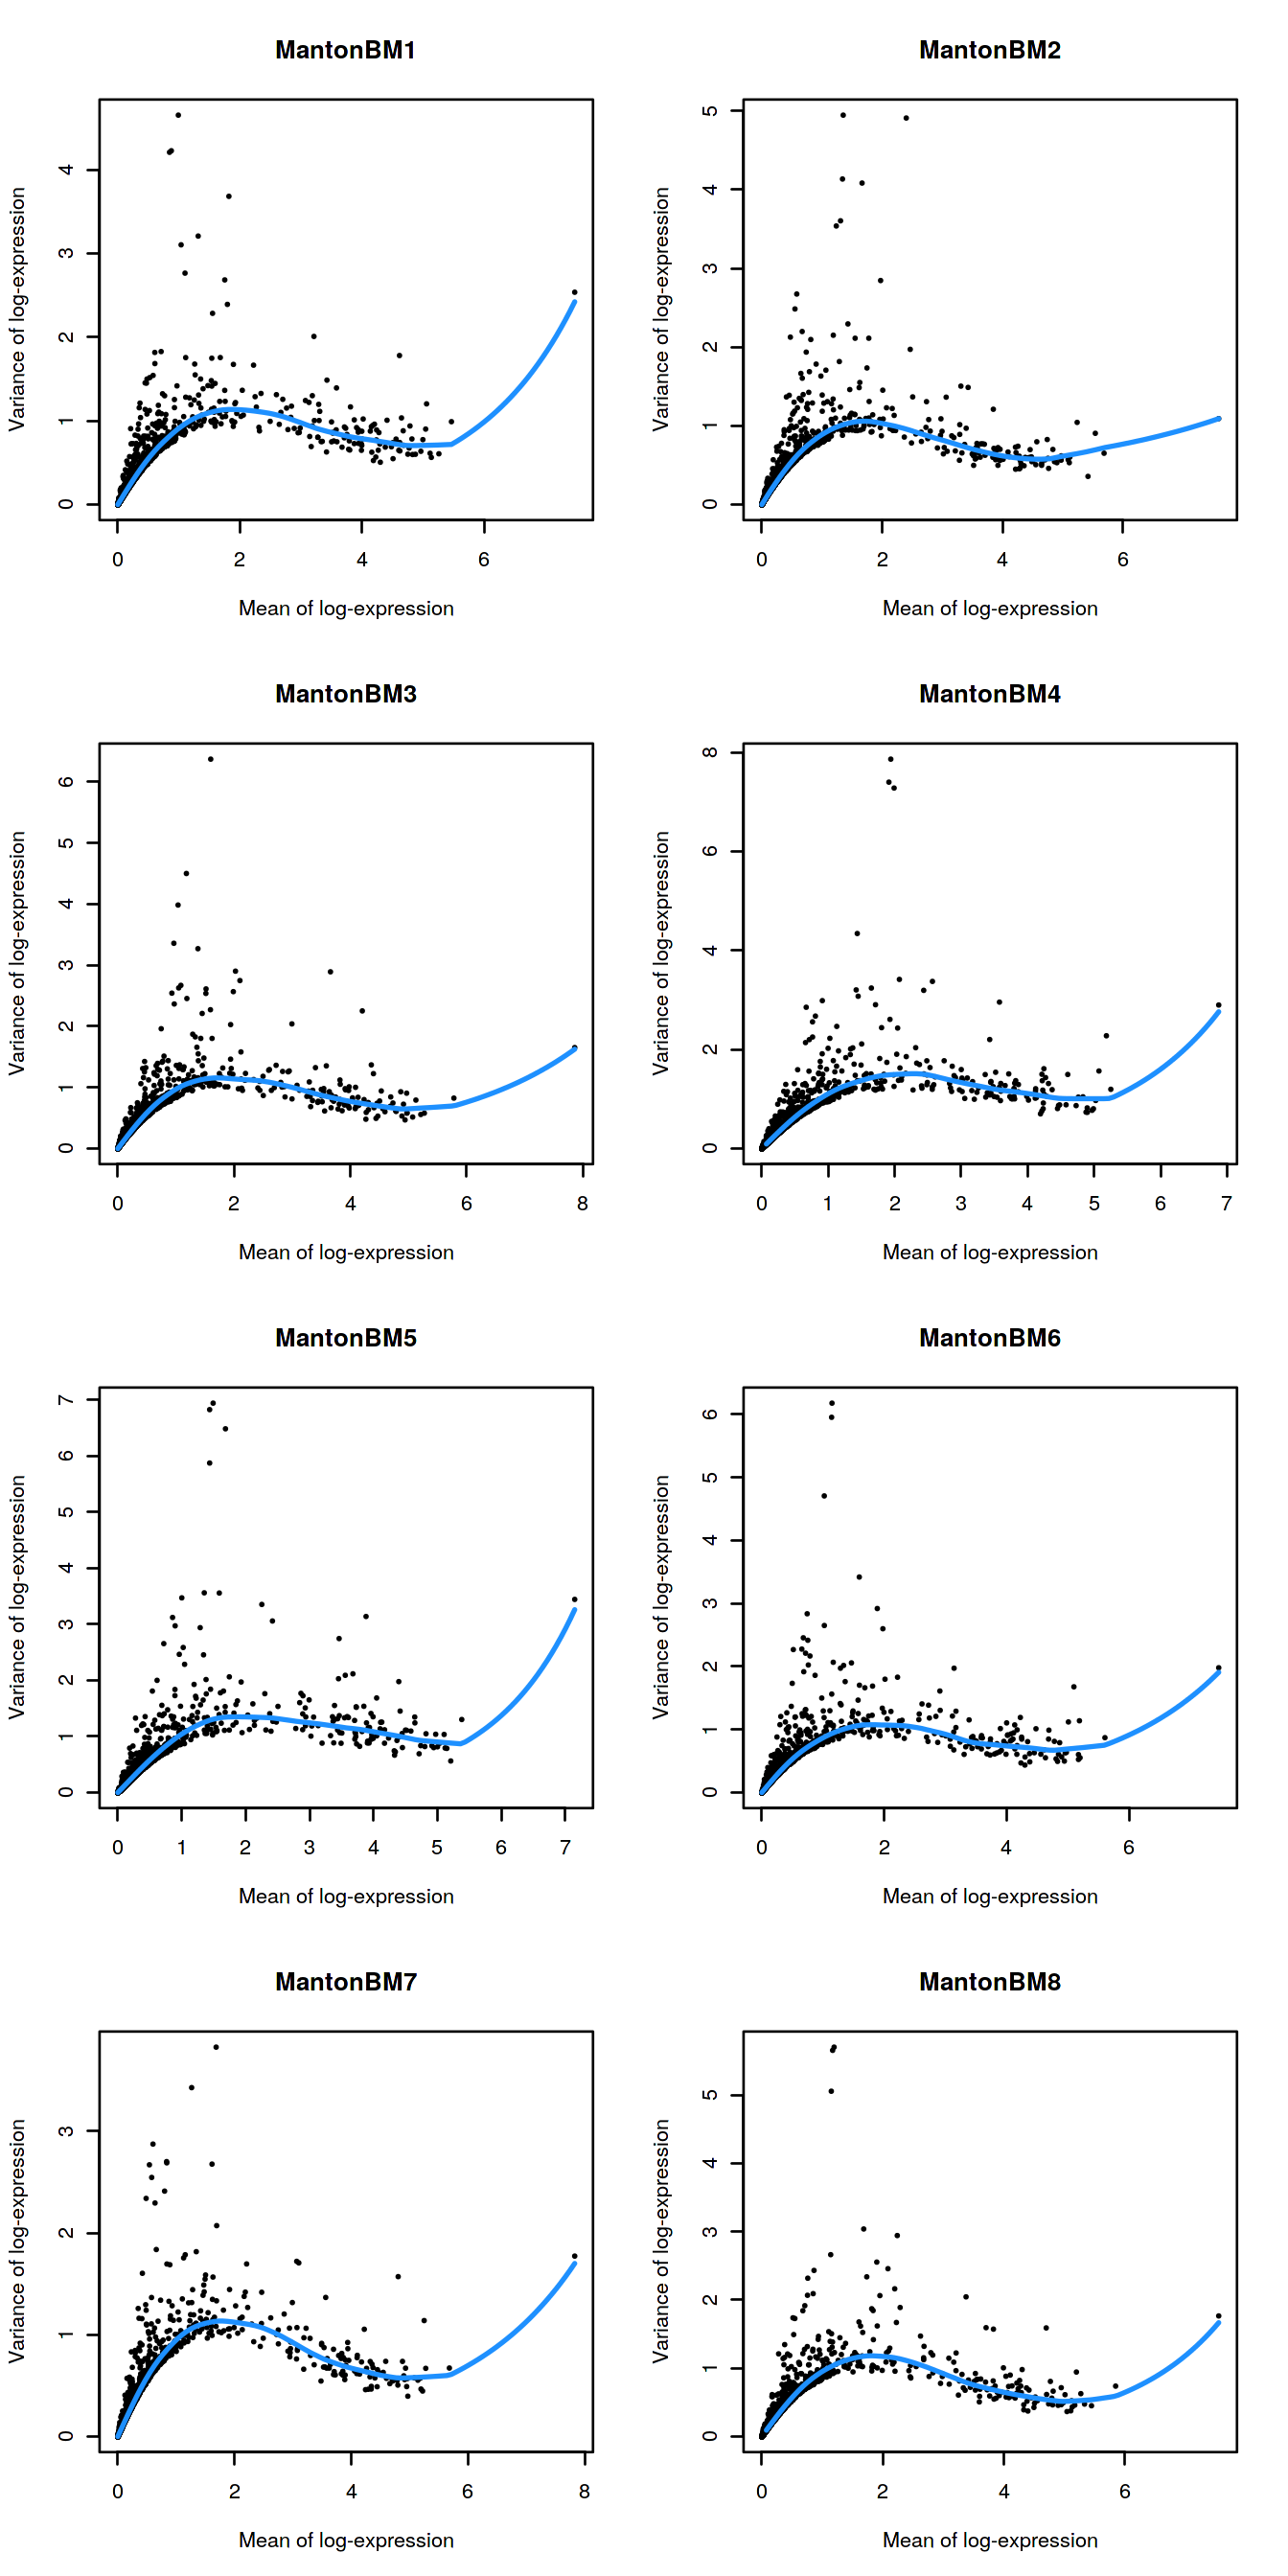 MantonBM1
Variance of log-expression
0 1 2 3 4
0 2 4 6
Mean of log-expression
MantonBM2
Variance of log-expression
0 1 2 3 4 5
0 2 4 6
Mean of log-expression
MantonBM3
Variance of log-expression
0 1 2 3 4 5 6
0 2 4 6 8
Mean of log-expression
MantonBM4
Variance of log-expression
0 2 4 6 8
0 1 2 3 4 5 6 7
Mean of log-expression
MantonBM5
Variance of log-expression
0 1 2 3 4 5 6 7
0 1 2 3 4 5 6 7
Mean of log-expression
MantonBM6
Variance of log-expression
0 1 2 3 4 5 6
0 2 4 6
Mean of log-expression
MantonBM7
Variance of log-expression
0 1 2 3
0 2 4 6 8
Mean of log-expression
MantonBM8
Variance of log-expression
0 1 2 3 4 5
0 2 4 6
Mean of log-expression